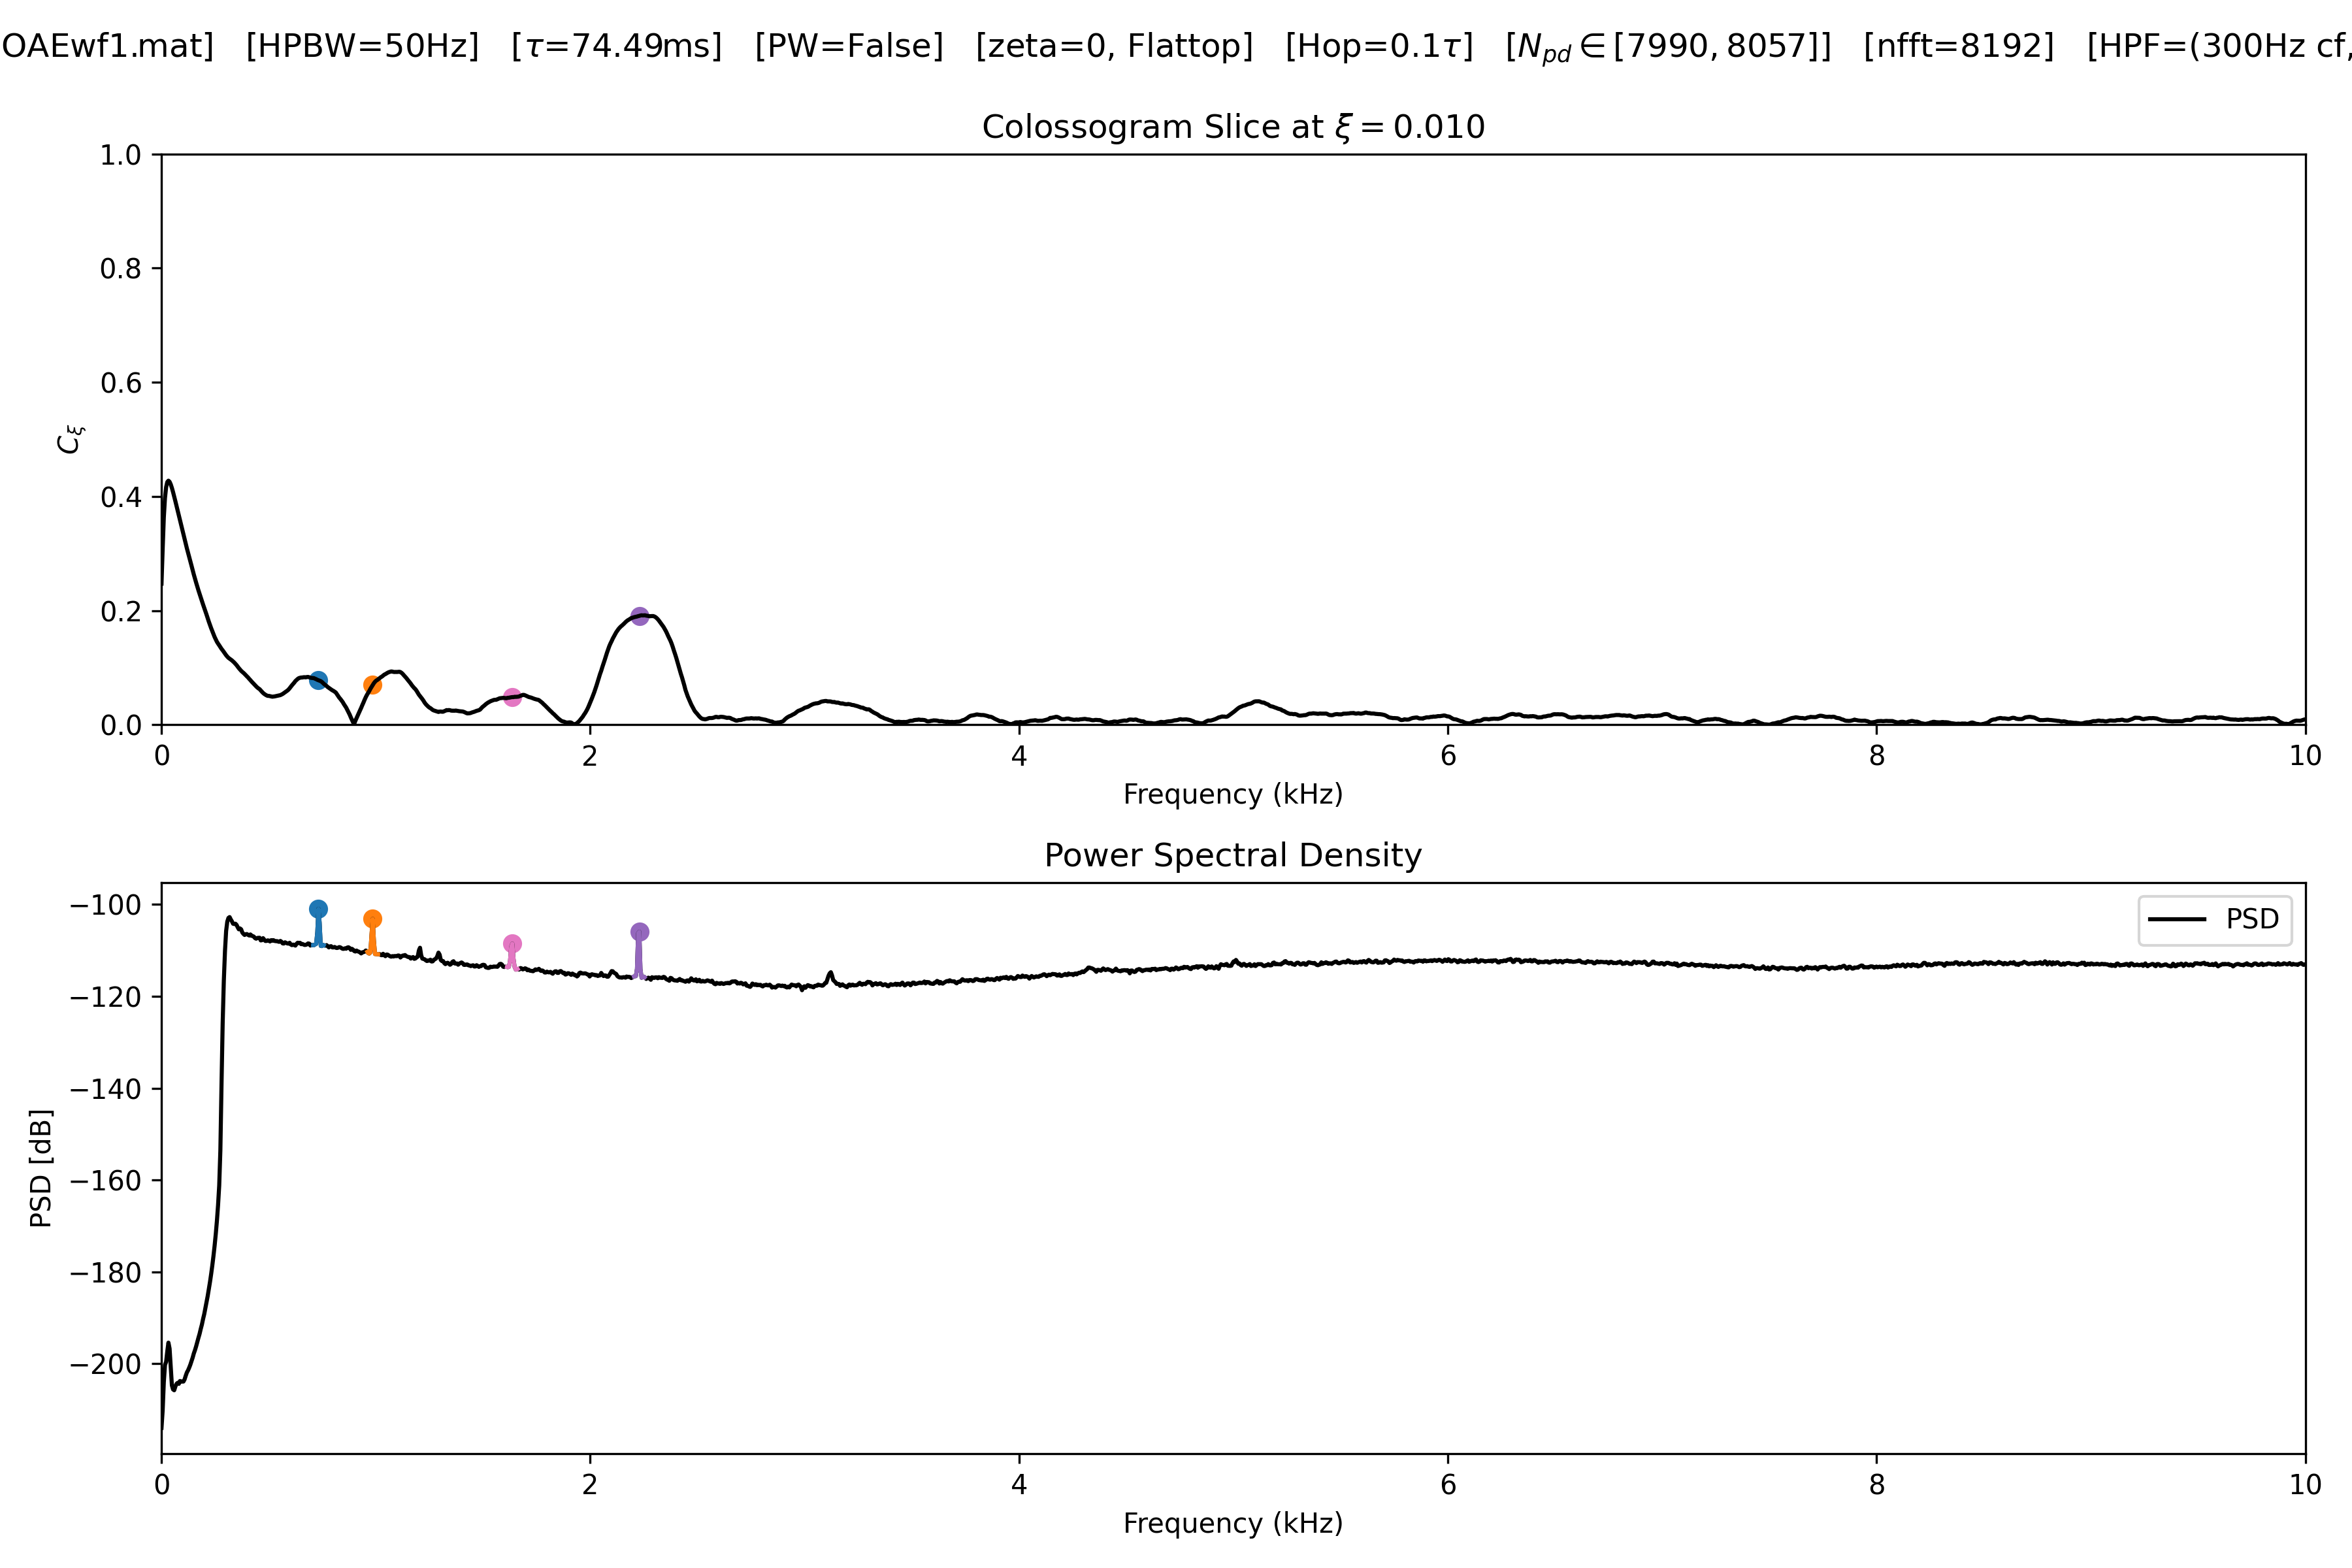 OAEwf1.mat] [HPBW=50Hz] [τ=74.49ms] [PW=False] [zeta=0, Flattop] [Hop=0.1τ] [N_{pd} ∈ [7990, 8057]] [nfft=8192] [HPF=(300Hz cf,
Colossogram Slice at ξ = 0.010
1.0
0.8
0.6
0.4
0.2
0.0
C_ξ
0 2 4 6 8 10
Frequency (kHz)
Power Spectral Density
PSD
−100
−120
−140
−160
−180
−200
PSD [dB]
0 2 4 6 8 10
Frequency (kHz)